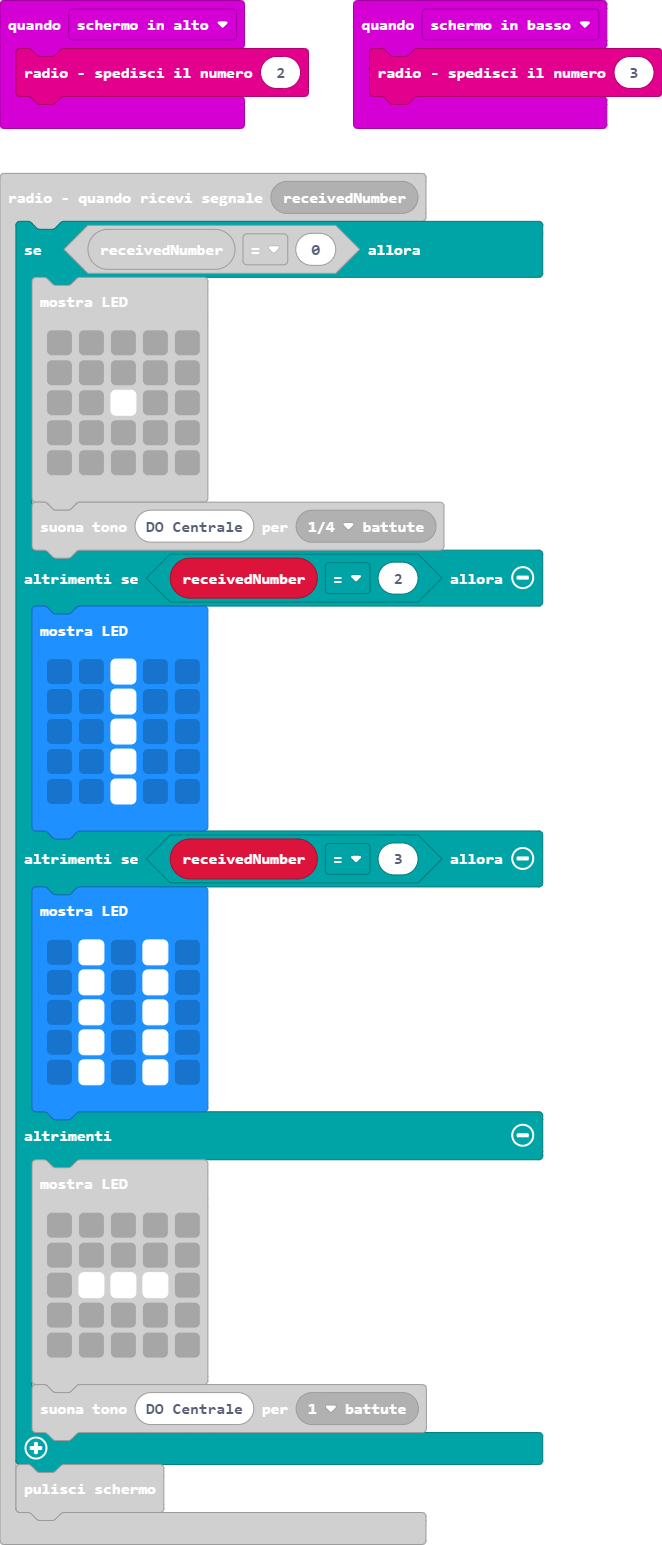 quando schermo in alto
radio - spedisci il numero 2
quando schermo in basso
radio - spedisci il numero 3
radio - quando ricevi segnale receivedNumber
se receivedNumber = 0 allora
mostra LED
suona tono DO Centrale per 1/4 battute
altrimenti se receivedNumber = 2 allora
mostra LED
altrimenti se receivedNumber = 3 allora
mostra LED
altrimenti
mostra LED
suona tono DO Centrale per 1 battute
pulisci schermo